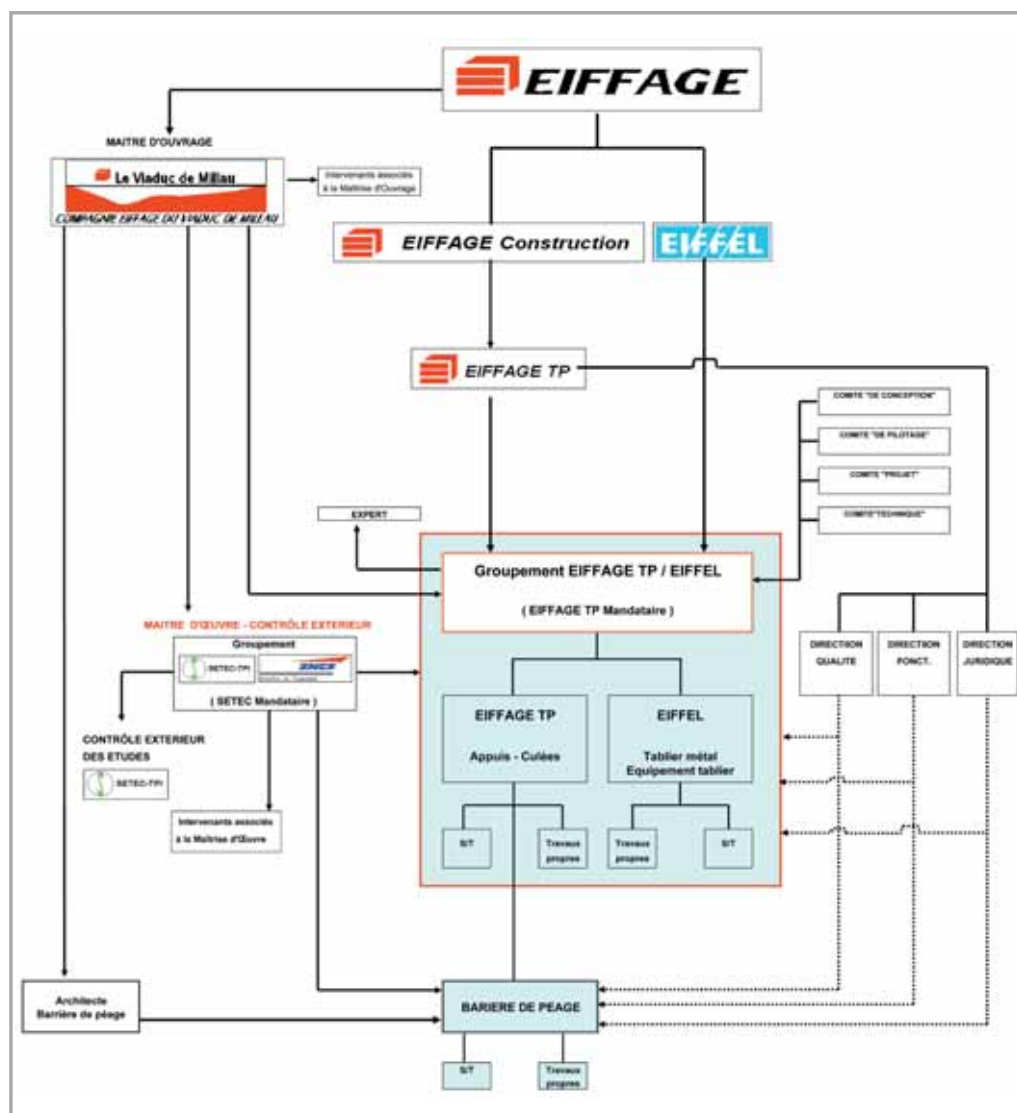 EIFFAGE
MAITRE D'OUVRAGE
Le Viaduc de Millau
COMPAGNIE EIFFAGE DU VIADUC DE MILLAU
Intervenants associés
à la Maîtrise d'Ouvrage
EIFFAGE Construction
EIFFEL
EIFFAGE TP
COMITE "DE CONCEPTION"
COMITE "DE PILOTAGE"
COMITE "PROJET"
COMITE"TECHNIQUE"
EXPERT
Groupement EIFFAGE TP / EIFFEL
( EIFFAGE TP Mandataire )
MAITRE D'ŒUVRE - CONTRÔLE EXTERIEUR
Groupement
SETEC-TPI
SNCF
( SETEC Mandataire )
DIRECTION
QUALITE
DIRECTION
FONCT.
DIRECTION
JURIDIQUE
EIFFAGE TP
Appuis - Culées
EIFFEL
Tablier métal
Equipement tablier
CONTRÔLE EXTERIEUR
DES ETUDES
SETEC-TPI
Intervenants associés
à la Maîtrise d'Œuvre
S/T
Travaux
propres
Travaux
propres
S/T
Architecte
Barrière de péage
BARIERE DE PEAGE
S/T
Travaux
propres